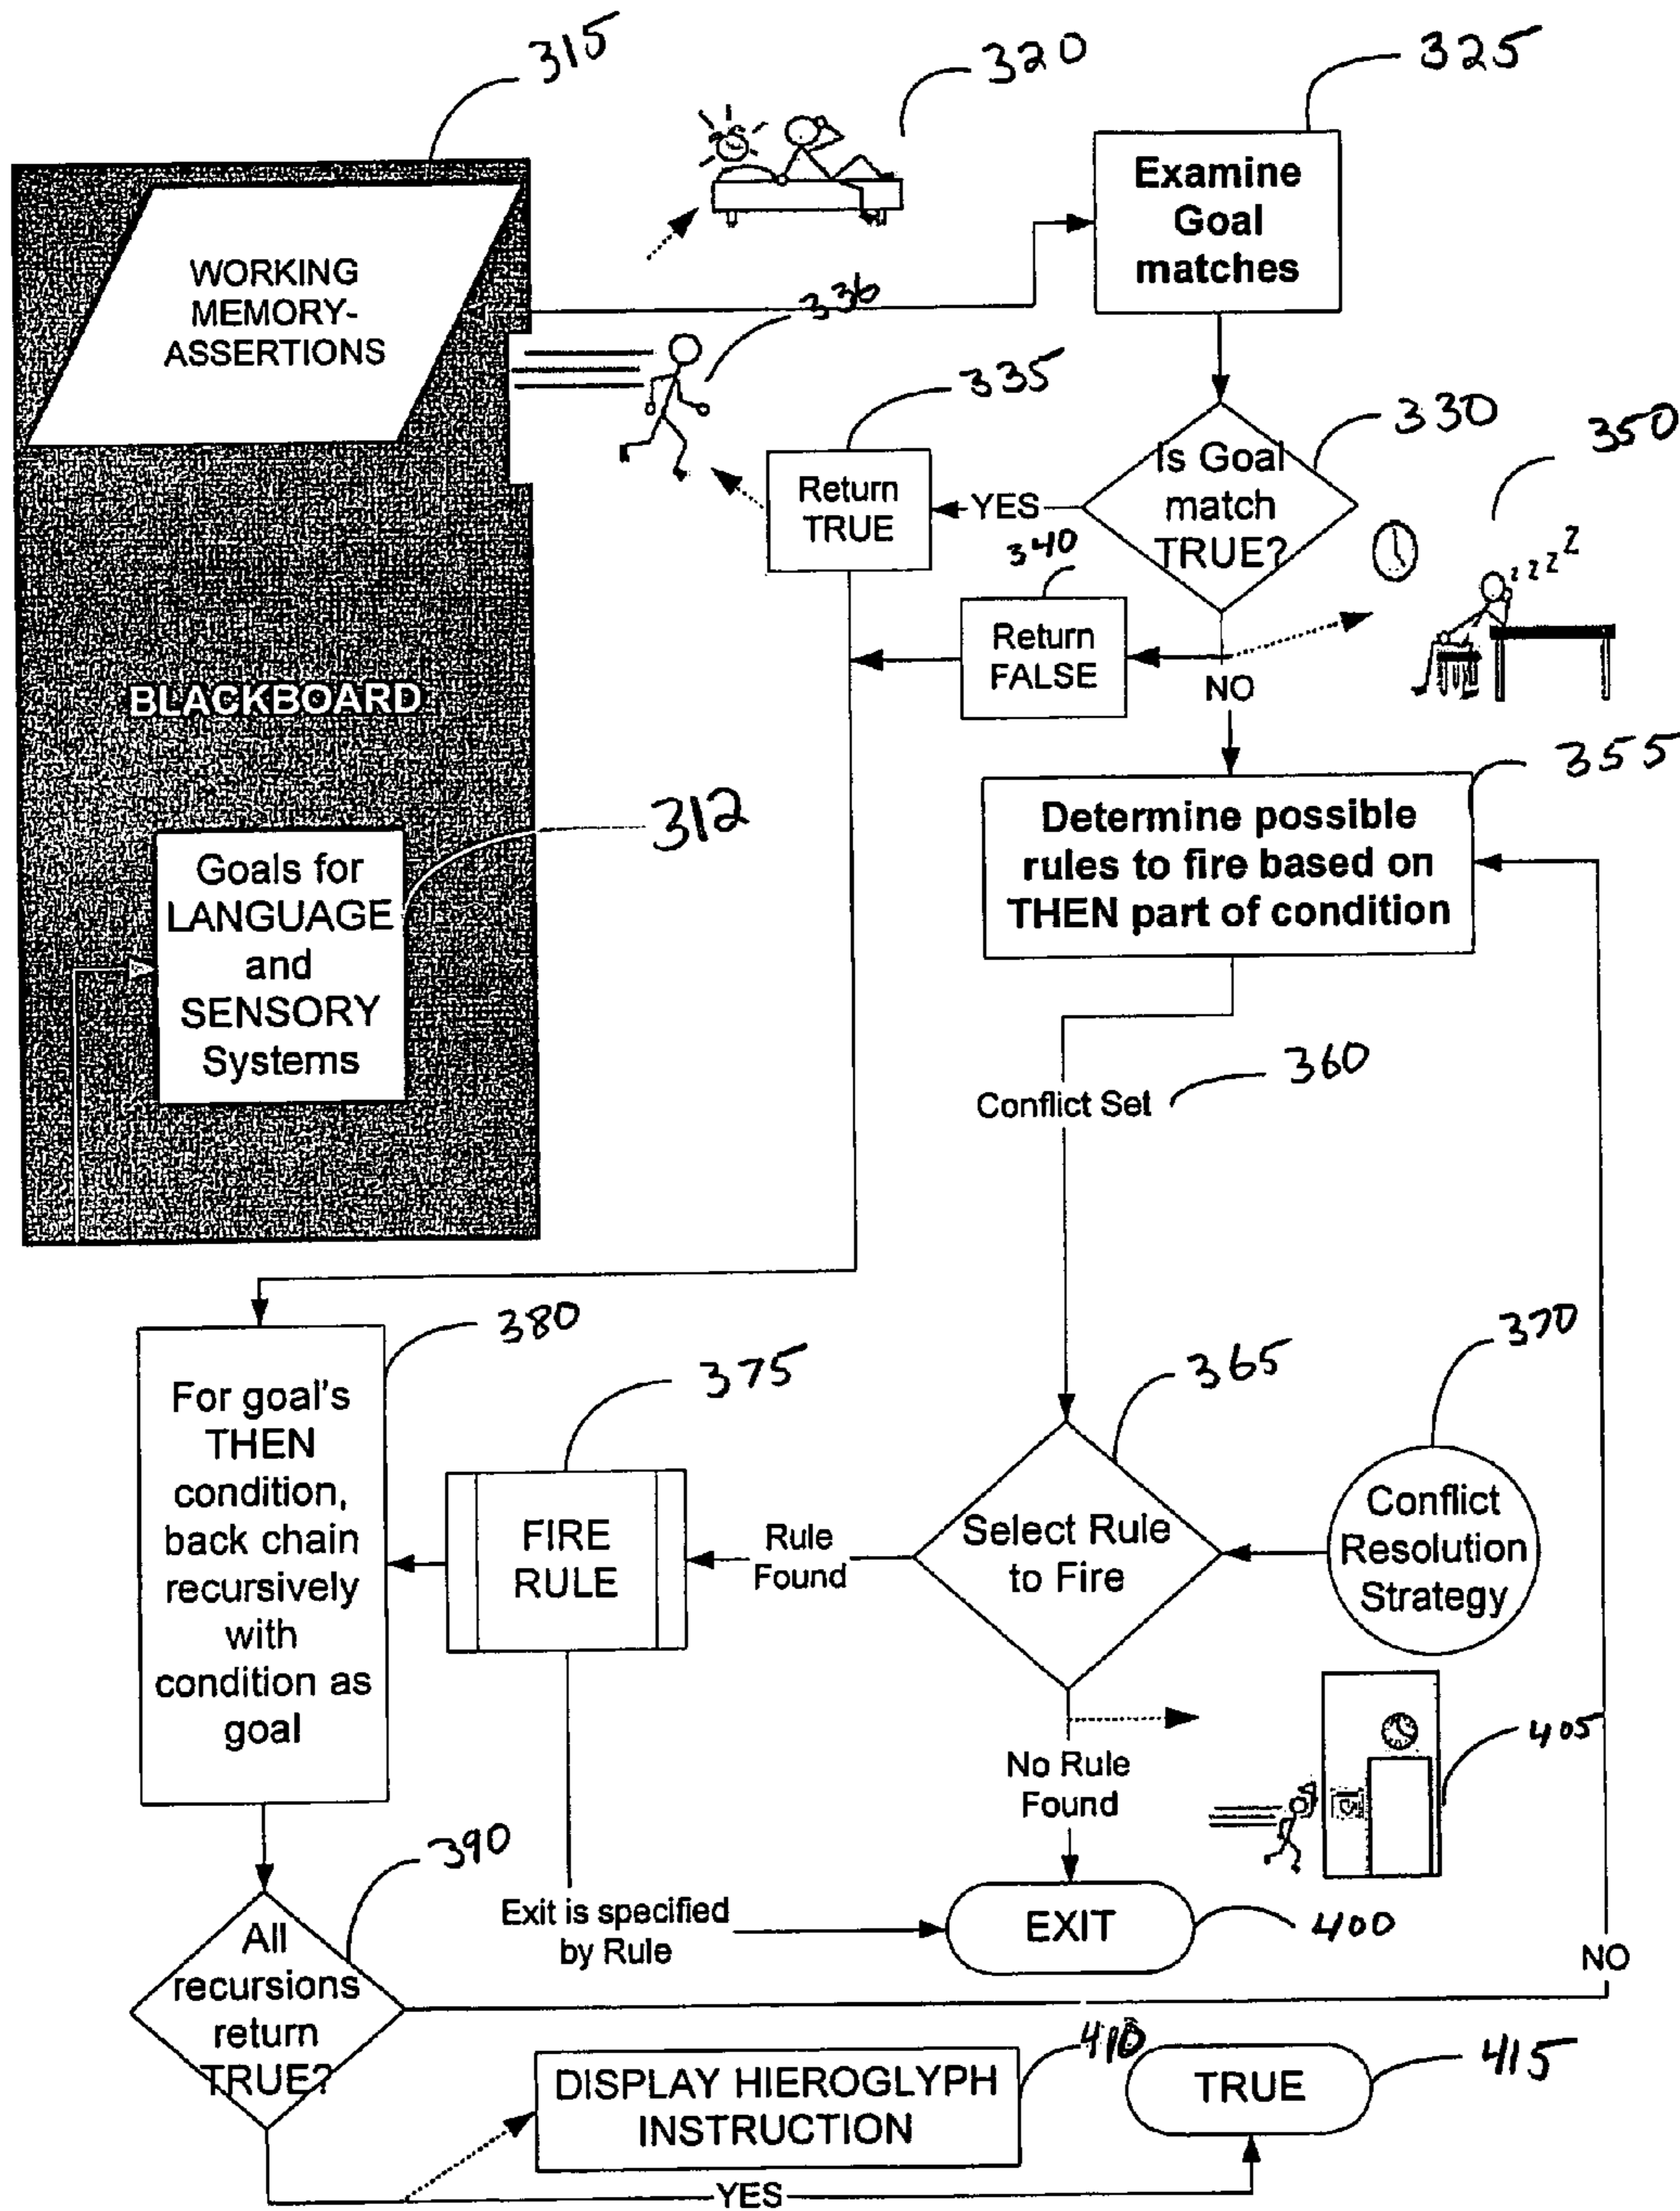 315
320
325
WORKING
MEMORY-
ASSERTIONS
Examine
Goal
matches
336
335
330
350
Return
TRUE
YES
Is Goal
match
TRUE?
340
Return
FALSE
NO
zzzz
BLACKBOARD
355
312
Goals for
LANGUAGE
and
SENSORY
Systems
Determine possible
rules to fire based on
THEN part of condition
Conflict Set
360
380
375
365
370
For goal's
THEN
condition,
back chain
recursively
with
condition as
goal
FIRE
RULE
Rule
Found
Select Rule
to Fire
Conflict
Resolution
Strategy
No Rule
Found
405
390
Exit is specified
by Rule
EXIT
400
NO
All
recursions
return
TRUE?
410
DISPLAY HIEROGLYPH
INSTRUCTION
TRUE
415
YES